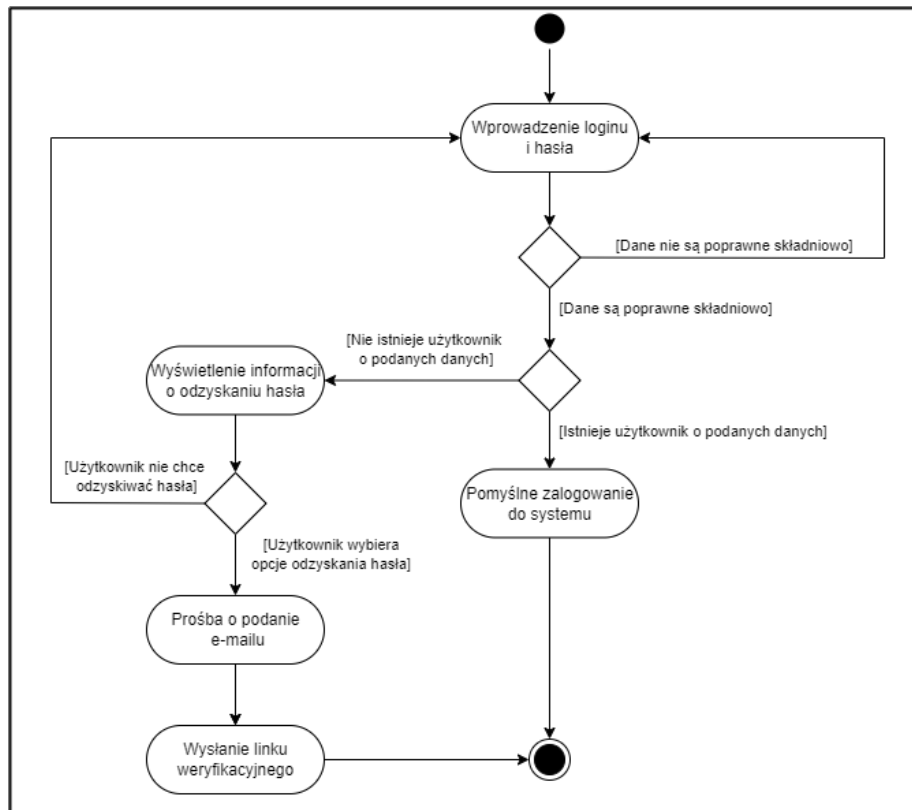 Wprowadzenie loginu
i hasła
[Dane nie są poprawne składniowo]
[Dane są poprawne składniowo]
[Nie istnieje użytkownik
o podanych danych]
Wyświetlenie informacji
o odzyskaniu hasła
[Istnieje użytkownik o podanych danych]
[Użytkownik nie chce
odzyskiwać hasła]
Pomyślne zalogowanie
do systemu
[Użytkownik wybiera
opcje odzyskania hasła]
Prośba o podanie
e-mailu
Wysłanie linku
weryfikacyjnego